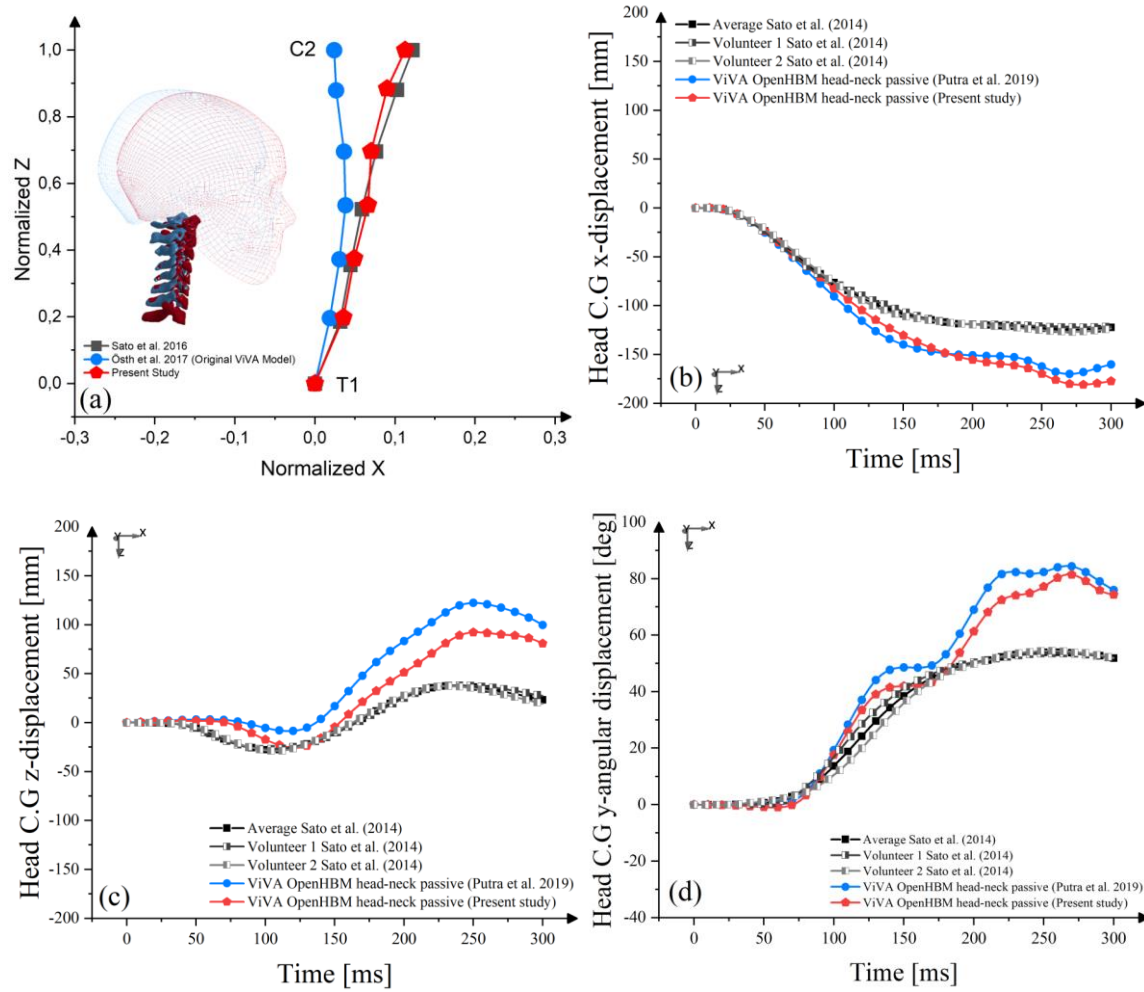 1,0
0,8
0,6
0,4
0,2
0,0
Normalized Z
C2
T1
Sato et al. 2016
Östh et al. 2017 (Original ViVA Model)
Present Study
(a)
-0,3
-0,2
-0,1
0,0
0,1
0,2
0,3
Normalized X
200
150
100
50
0
-50
-100
-150
-200
Head C.G x-displacement [mm]
Average Sato et al. (2014)
Volunteer 1 Sato et al. (2014)
Volunteer 2 Sato et al. (2014)
ViVA OpenHBM head-neck passive (Putra et al. 2019)
ViVA OpenHBM head-neck passive (Present study)
Y
X
Z
(b)
0
50
100
150
200
250
300
Time [ms]
200
150
100
50
0
-50
-100
-150
-200
Head C.G z-displacement [mm]
Y
X
Z
Average Sato et al. (2014)
Volunteer 1 Sato et al. (2014)
Volunteer 2 Sato et al. (2014)
ViVA OpenHBM head-neck passive (Putra et al. 2019)
ViVA OpenHBM head-neck passive (Present study)
(c)
0
50
100
150
200
250
300
Time [ms]
100
80
60
40
20
0
-20
-40
Head C.G y-angular displacement [deg]
Y
X
Z
Average Sato et al. (2014)
Volunteer 1 Sato et al. (2014)
Volunteer 2 Sato et al. (2014)
ViVA OpenHBM head-neck passive (Putra et al. 2019)
ViVA OpenHBM head-neck passive (Present study)
(d)
0
50
100
150
200
250
300
Time [ms]